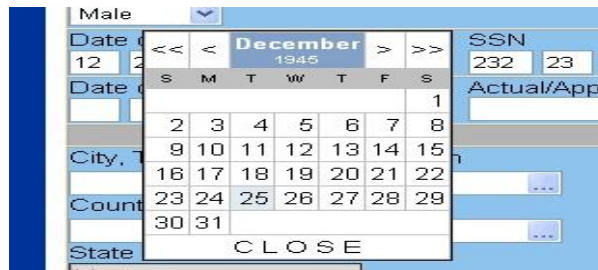 Male
Date
<< < December > >>
1945
SSN
12 2
232 23
Date
S M T W T F S
Actual/App
1
2 3 4 5 6 7 8
9 10 11 12 13 14 15
City, T
16 17 18 19 20 21 22
...
Count
23 24 25 26 27 28 29
30 31
...
State
CLOSE